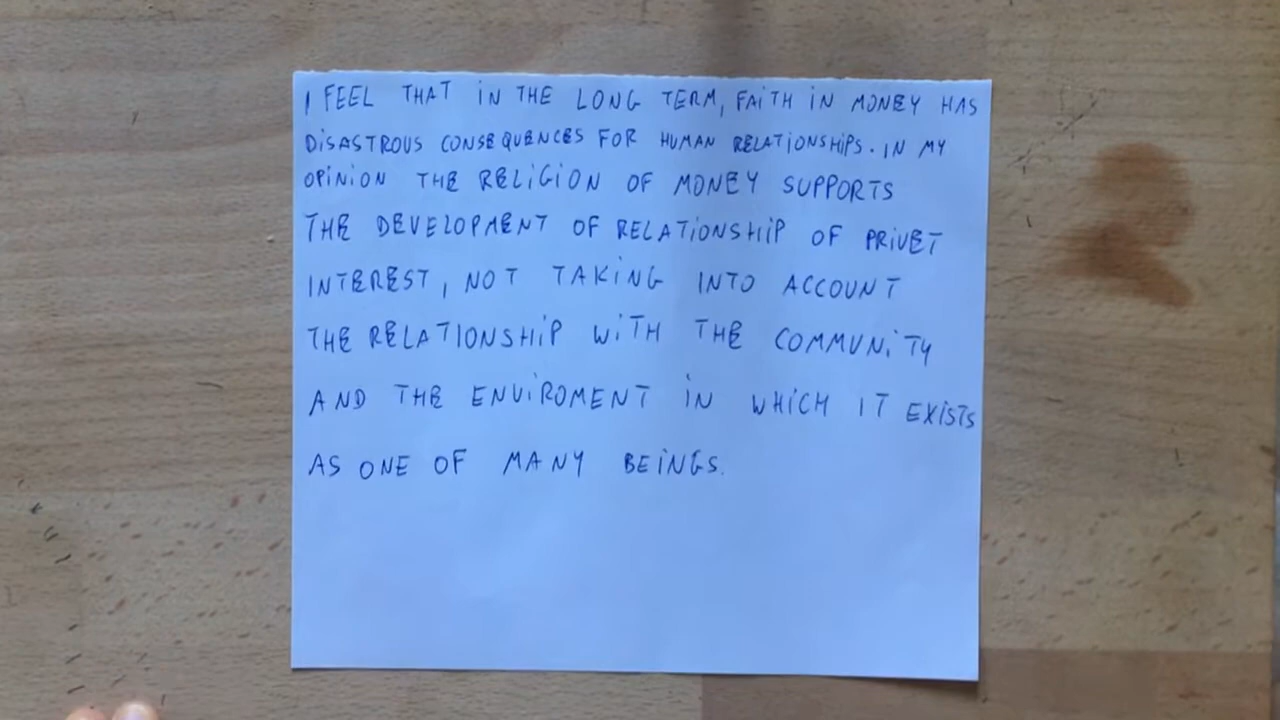 I FEEL THAT IN THE LONG TERM, FAITH IN MONEY HAS
DISASTROUS CONSEQUENCES FOR HUMAN RELATIONSHIPS. IN MY
OPINION THE RELIGION OF MONEY SUPPORTS
THE DEVELOPMENT OF RELATIONSHIP OF PRIVET
INTEREST, NOT TAKING INTO ACCOUNT
THE RELATIONSHIP WITH THE COMMUNITY
AND THE ENVIROMENT IN WHICH IT EXISTS
AS ONE OF MANY BEINGS.